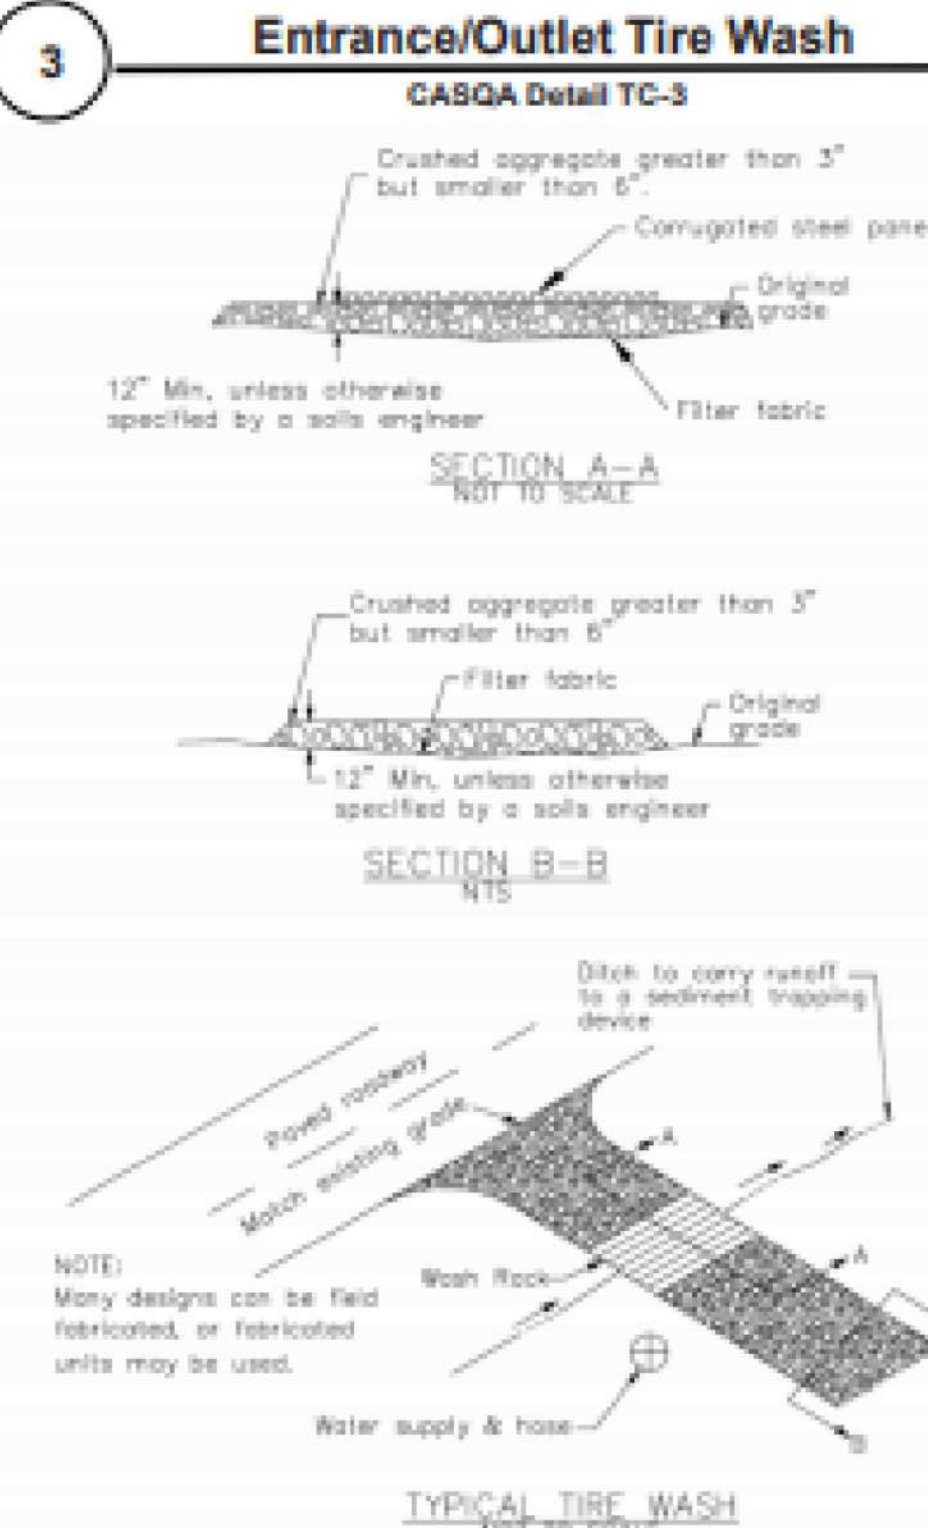 3
Entrance/Outlet Tire Wash
CASQA Detail TC-3
Crushed aggregate greater than 3"
but smaller than 6".
Corrugated steel pane
Original
grade
12" Min, unless otherwise
specified by a soils engineer
Filter fabric
SECTION A-A
NOT TO SCALE
Crushed aggregate greater than 3"
but smaller than 6"
Filter fabric
Original
grade
12" Min, unless otherwise
specified by a soils engineer
SECTION B-B
NTS
Ditch to carry runoff
to a sediment trapping
device
Paved roadway
Match existing grade
A
A
NOTE:
Many designs can be field
fabricated, or fabricated
units may be used.
Wash Rack
Water supply & hose
B
TYPICAL TIRE WASH
NOT TO SCALE